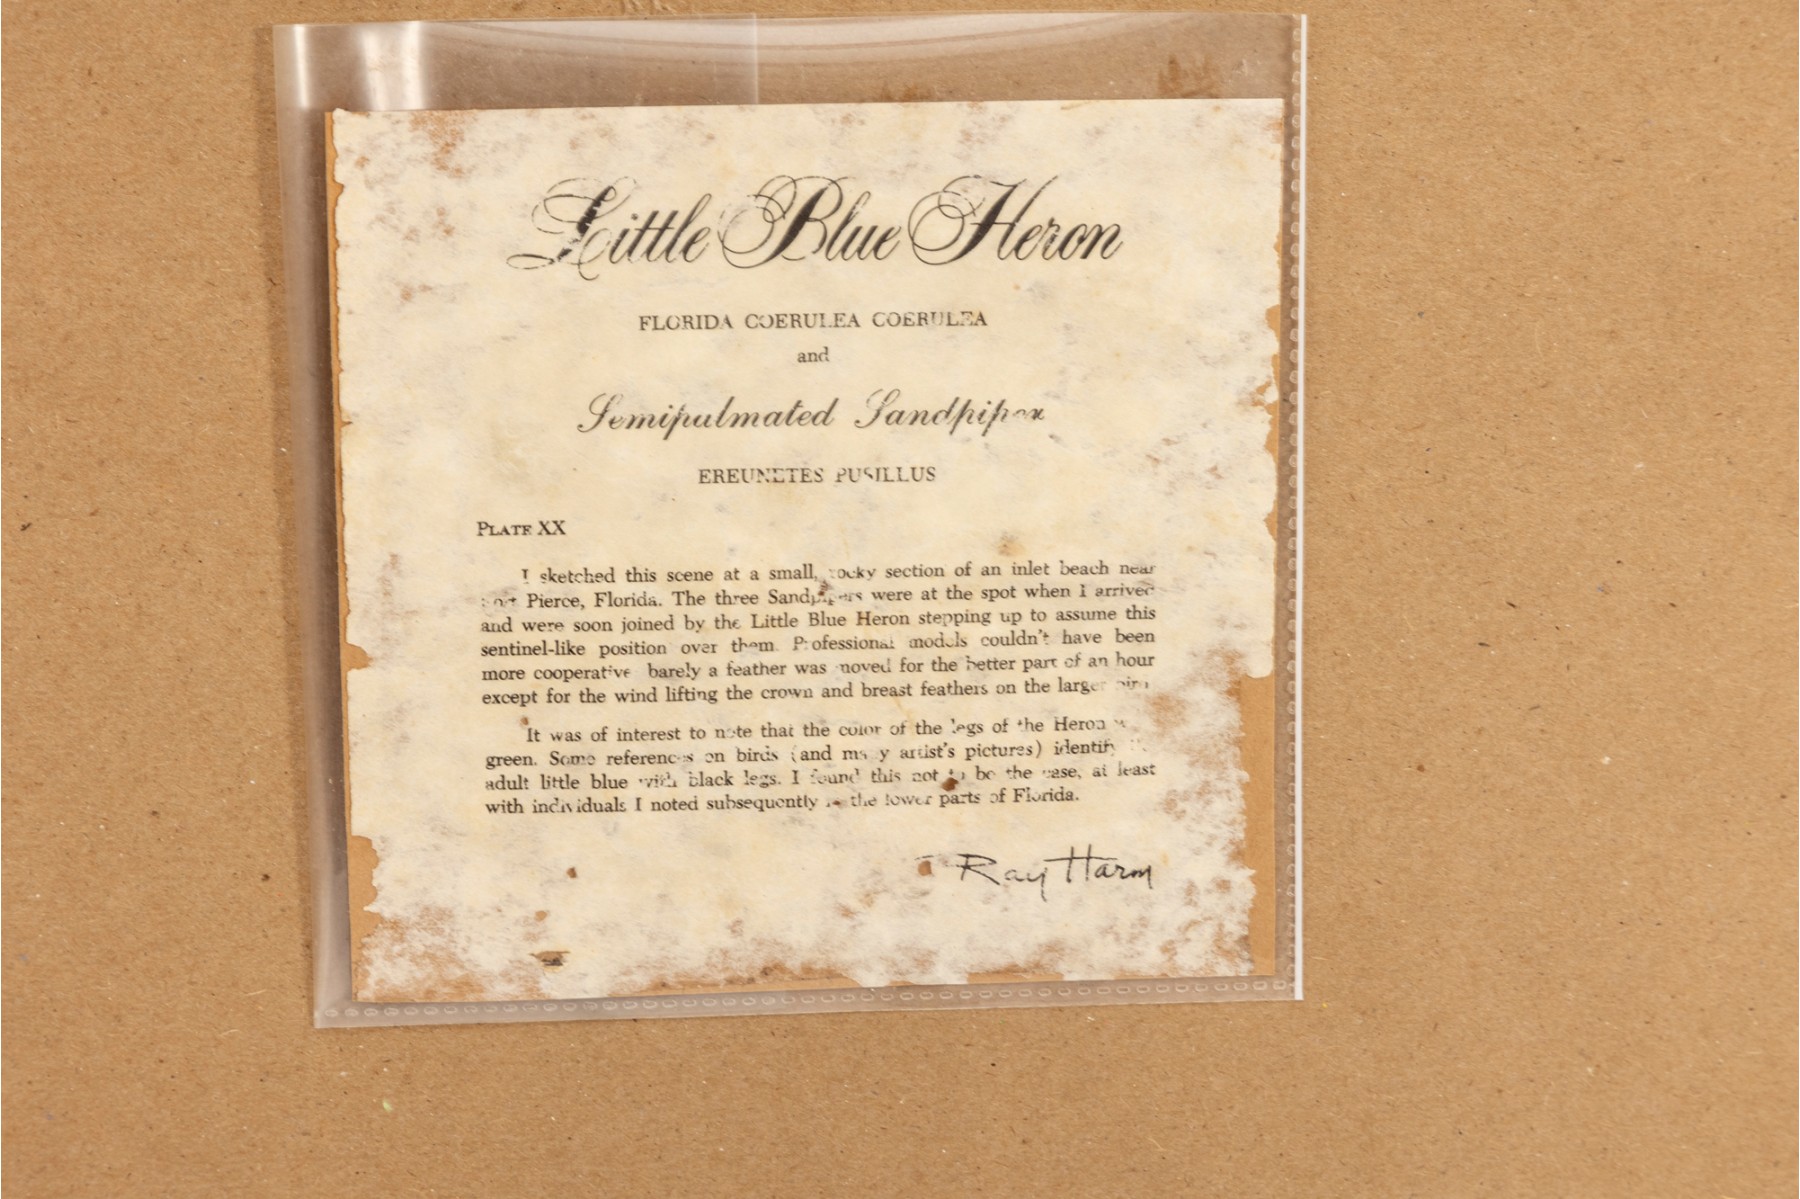 Little Blue Heron
FLORIDA COERULEA COERULEA
and
Semipulmated Sandpiper
EREUNETES PUSILLUS
PLATE XX
I sketched this scene at a small, rocky section of an inlet beach near
Pierce, Florida. The three Sandpipers were at the spot when I arrived
and were soon joined by the Little Blue Heron stepping up to assume this
sentinel-like position over them. Professional models couldn't have been
more cooperative barely a feather was moved for the better part of an hour
except for the wind lifting the crown and breast feathers on the larger bird
It was of interest to note that the color of the legs of the Heron
green. Some references on birds (and many artist's pictures) identify
adult little blue with black legs. I found this not to be the case, at least
with individuals I noted subsequently in the lower parts of Florida.
Ray Harm